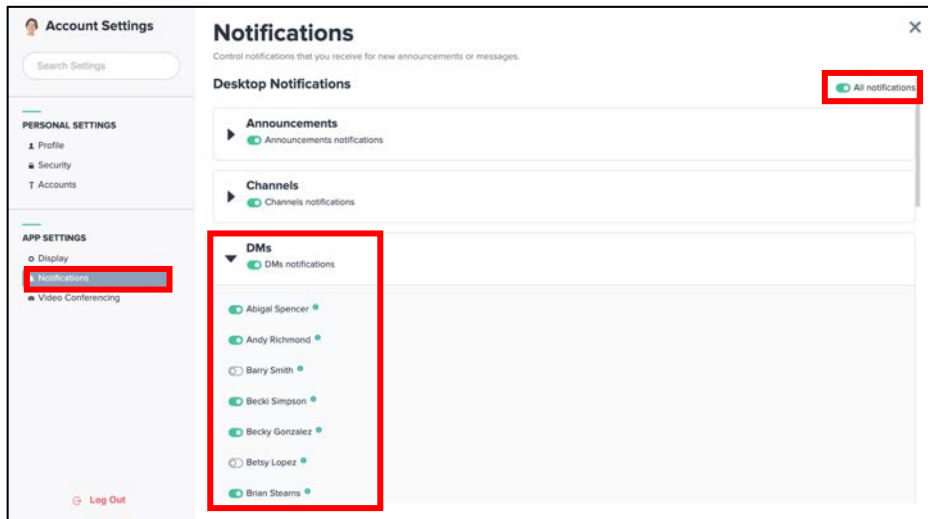 Account Settings
Search Settings
PERSONAL SETTINGS
Profile
Security
T Accounts
APP SETTINGS
Display
Notifications
Video Conferencing
Log Out
Notifications
Control notifications that you receive for new announcements or messages.
Desktop Notifications
All notifications
Announcements
Announcements notifications
Channels
Channels notifications
DMs
DMs notifications
Abigal Spencer
Andy Richmond
Barry Smith
Becki Simpson
Becky Gonzalez
Betsy Lopez
Brian Stearns